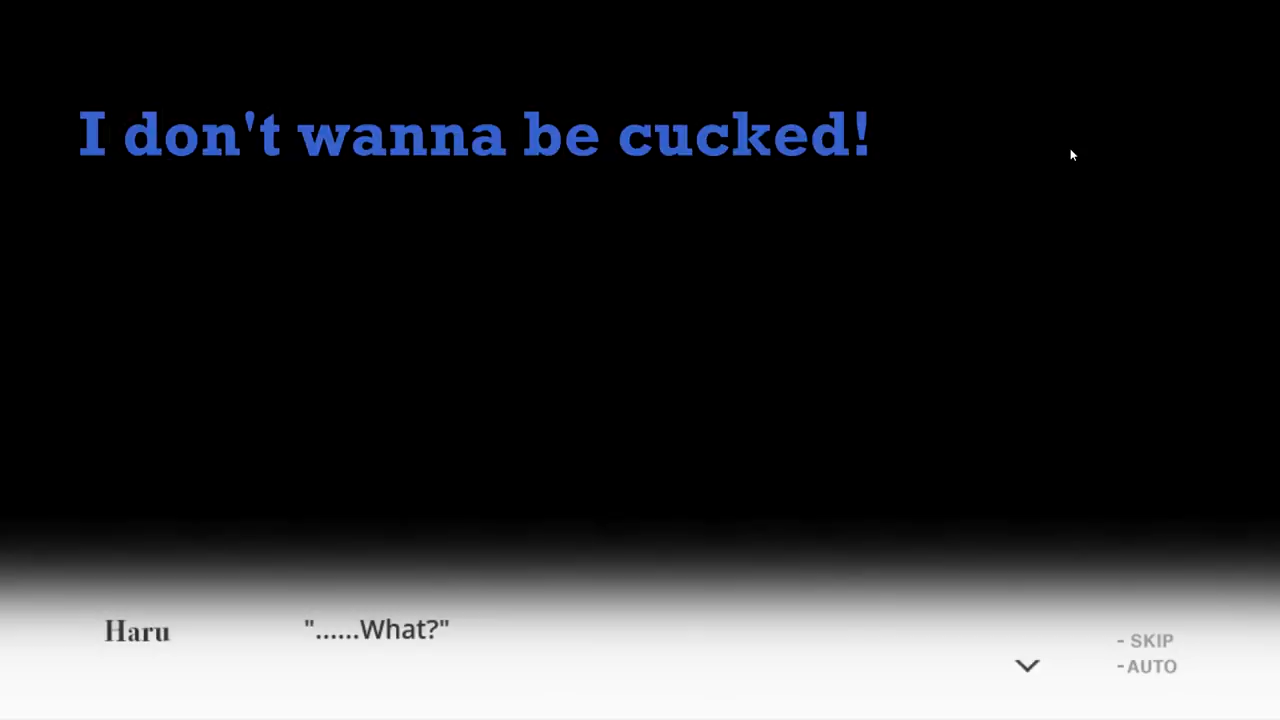 I don't wanna be cucked!
Haru
"......What?"
- SKIP
-AUTO